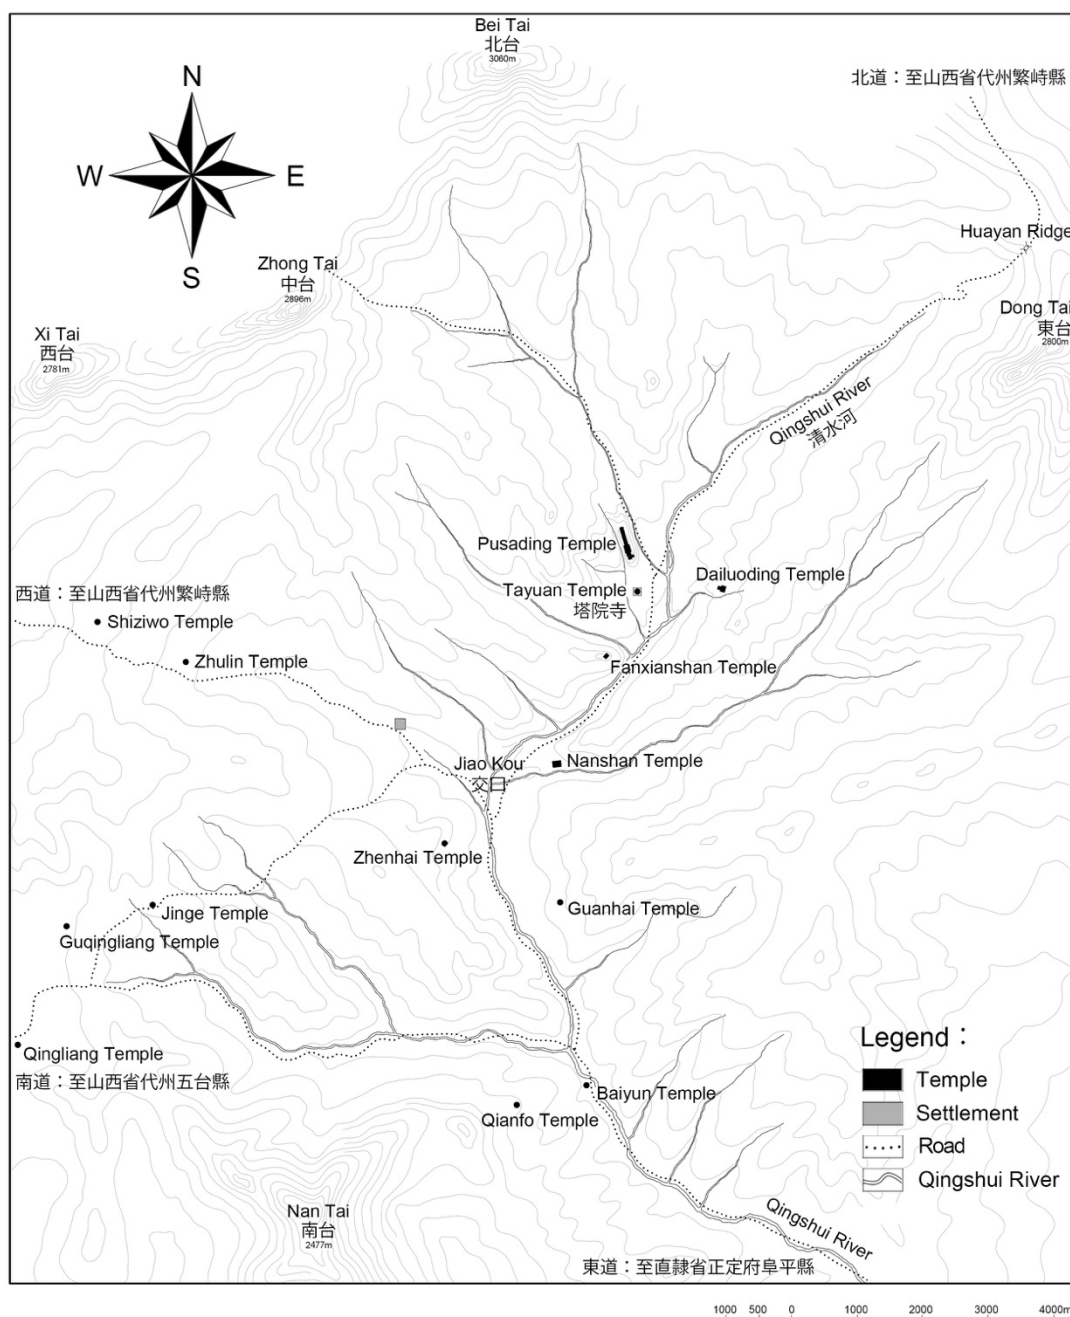 Bei Tai
北台
3060m
北道：至山西省代州繁峙縣
N
W
E
S
Huayan Ridge
Zhong Tai
中台
2896m
Dong Tai
東台
2800m
Xi Tai
西台
2781m
Qingshui River
清水河
Pusading Temple
Dailuoding Temple
Tayuan Temple
塔院寺
西道：至山西省代州繁峙縣
Shiziwo Temple
Zhulin Temple
Fanxianshan Temple
Jiao Kou
交口
Nanshan Temple
Zhenhai Temple
Jinge Temple
Guanhai Temple
Guqingliang Temple
Qingliang Temple
南道：至山西省代州五台縣
Baiyun Temple
Qianfo Temple
Legend：
Temple
Settlement
Road
Qingshui River
Nan Tai
南台
2477m
Qingshui River
東道：至直隸省正定府阜平縣
1000 500 0 1000 2000 3000 4000m